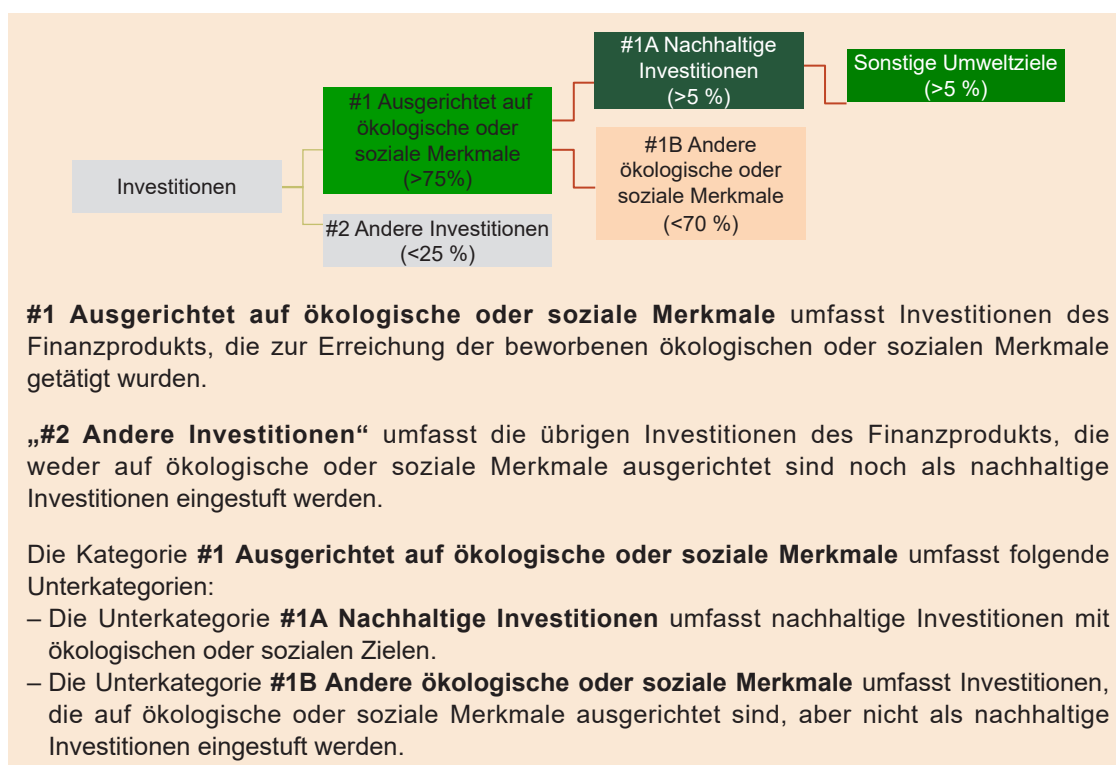 #1A Nachhaltige
Investitionen
(>5 %)
Sonstige Umweltziele
(>5 %)
#1 Ausgerichtet auf
ökologische oder
soziale Merkmale
(>75%)
#1B Andere
ökologische oder
soziale Merkmale
(<70 %)
Investitionen
#2 Andere Investitionen
(<25 %)
#1 Ausgerichtet auf ökologische oder soziale Merkmale umfasst Investitionen des
Finanzprodukts, die zur Erreichung der beworbenen ökologischen oder sozialen Merkmale
getätigt wurden.
„#2 Andere Investitionen“ umfasst die übrigen Investitionen des Finanzprodukts, die
weder auf ökologische oder soziale Merkmale ausgerichtet sind noch als nachhaltige
Investitionen eingestuft werden.
Die Kategorie #1 Ausgerichtet auf ökologische oder soziale Merkmale umfasst folgende
Unterkategorien:
– Die Unterkategorie #1A Nachhaltige Investitionen umfasst nachhaltige Investitionen mit
ökologischen oder sozialen Zielen.
– Die Unterkategorie #1B Andere ökologische oder soziale Merkmale umfasst Investitionen,
die auf ökologische oder soziale Merkmale ausgerichtet sind, aber nicht als nachhaltige
Investitionen eingestuft werden.